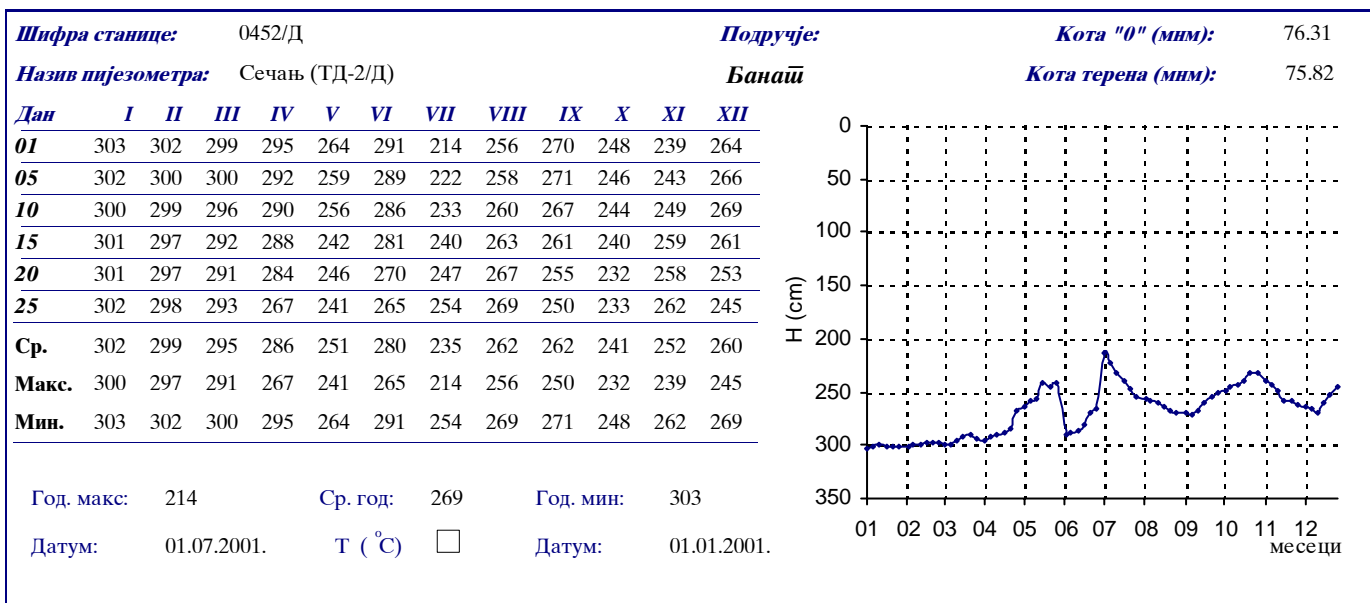 Шифра станице: 0452/Д Подручје: Кота "0" (мнм): 76.31
Назив пијезометра: Сечањ (ТД-2/Д) Банат Кота терена (мнм): 75.82
Дан I II III IV V VI VII VIII IX X XI XII
01 303 302 299 295 264 291 214 256 270 248 239 264
05 302 300 300 292 259 289 222 258 271 246 243 266
10 300 299 296 290 256 286 233 260 267 244 249 269
15 301 297 292 288 242 281 240 263 261 240 259 261
20 301 297 291 284 246 270 247 267 255 232 258 253
25 302 298 293 267 241 265 254 269 250 233 262 245
Ср. 302 299 295 286 251 280 235 262 262 241 252 260
Макс. 300 297 291 267 241 265 214 256 250 232 239 245
Мин. 303 302 300 295 264 291 254 269 271 248 262 269
Год. макс: 214 Ср. год: 269 Год. мин: 303
Датум: 01.07.2001. Т (°C) Датум: 01.01.2001.
0
50
100
150
200
250
300
350
H (cm)
01 02 03 04 05 06 07 08 09 10 11 12
месеци